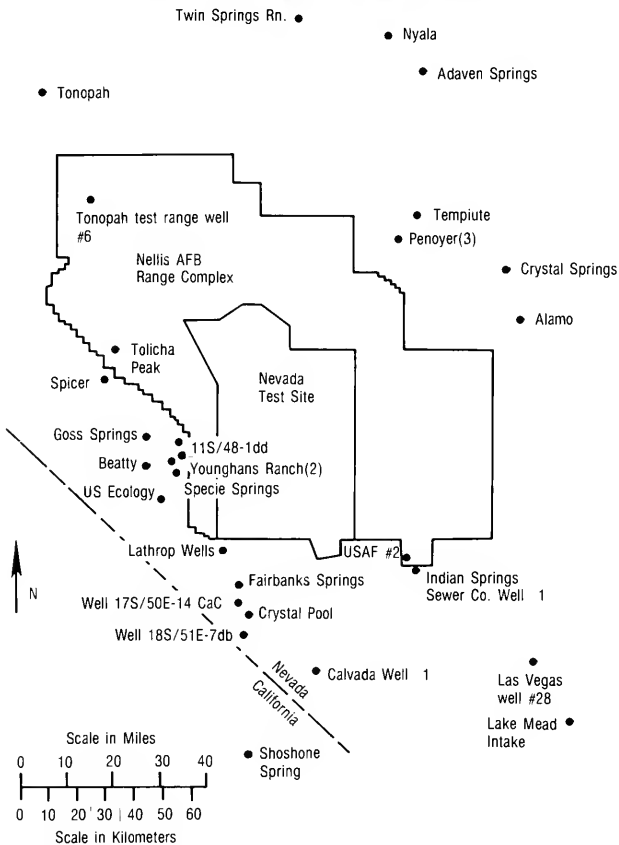 Twin Springs Rn.
Nyala
Adaven Springs
Tonopah
Tonopah test range well
#6
Tempiute
Penoyer(3)
Nellis AFB
Range Complex
Crystal Springs
Alamo
Tolicha
Peak
Spicer
Nevada
Test Site
Goss Springs
11S/48-1dd
Beatty
Younghans Ranch(2)
Specie Springs
US Ecology
Lathrop Wells
USAF #2
Indian Springs
Sewer Co. Well 1
N
Fairbanks Springs
Well 17S/50E-14 CaC
Crystal Pool
Well 18S/51E-7db
Calvada Well 1
Nevada
California
Las Vegas
well #28
Lake Mead
Intake
Shoshone
Spring
Scale in Miles
0 10 20 30 40
0 10 20 30 40 50 60
Scale in Kilometers